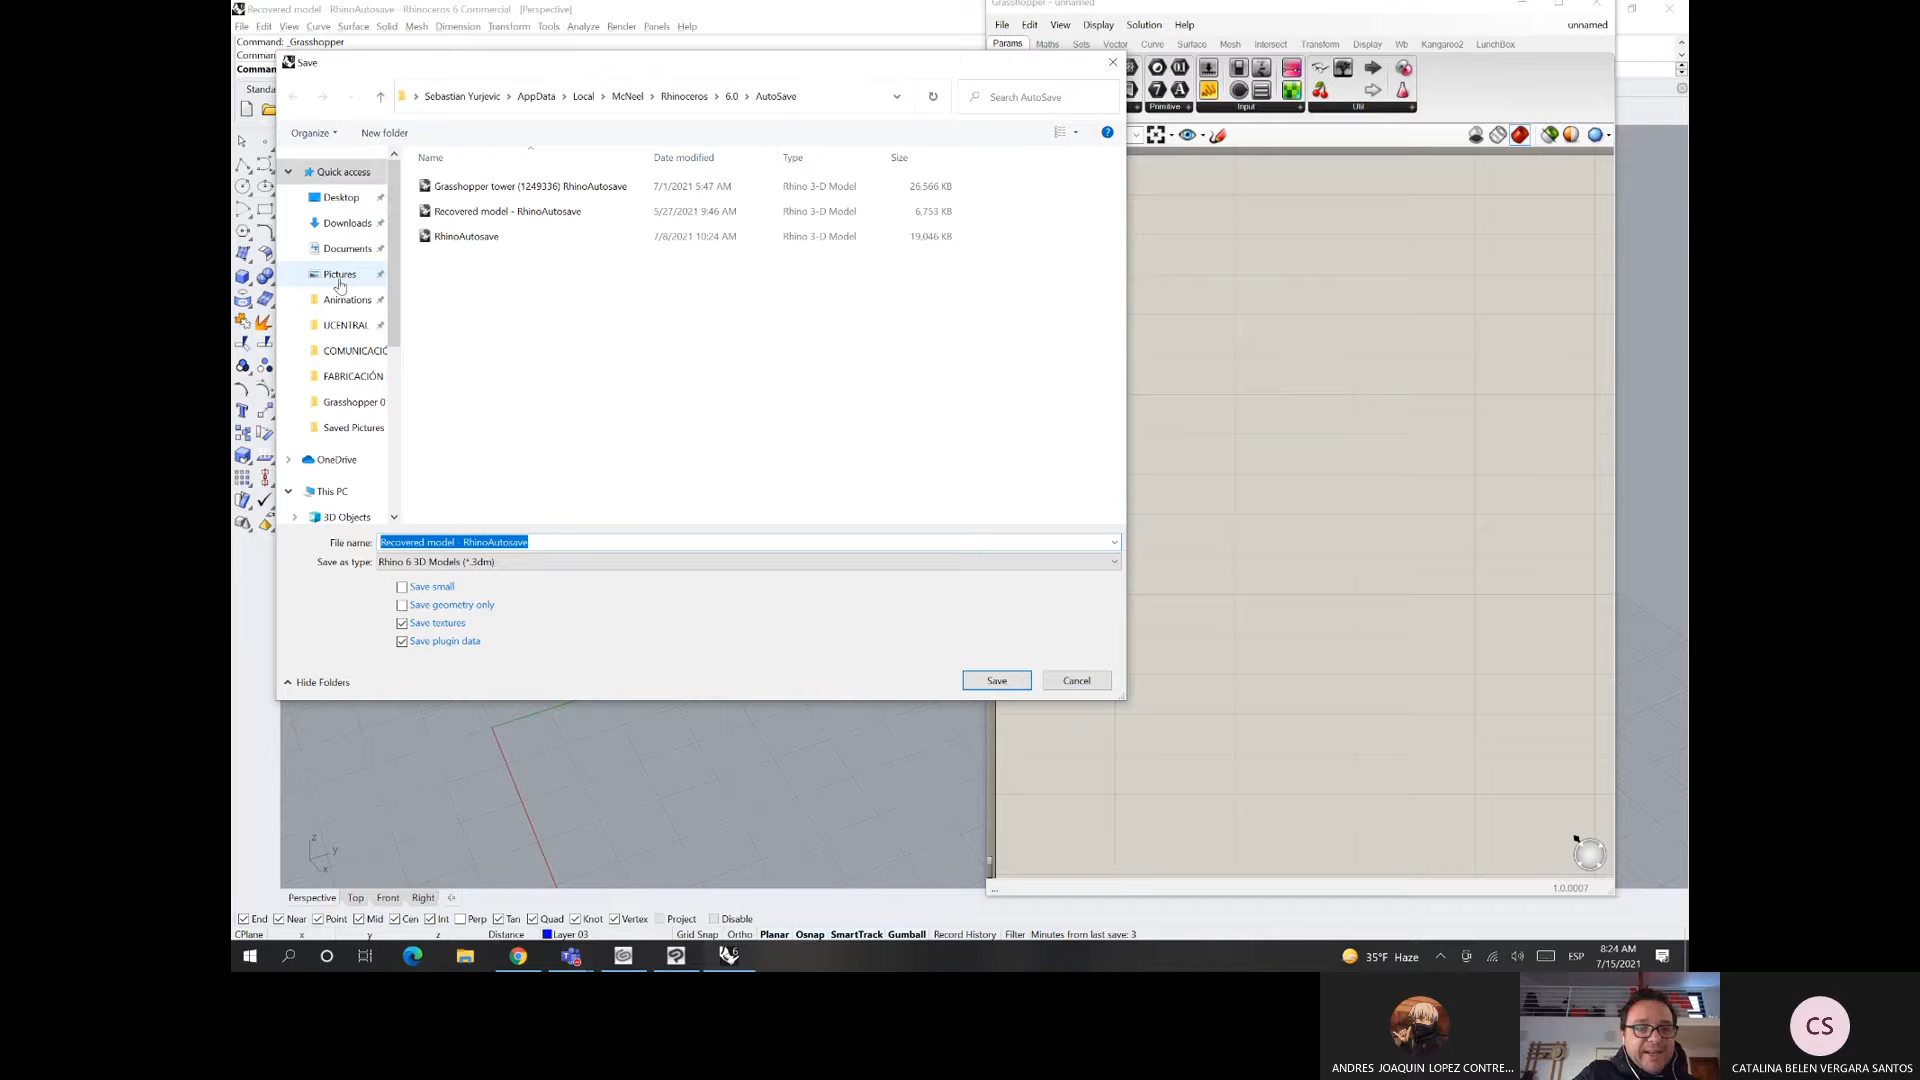 Recovered model - RhinoAutosave - Rhinoceros 6 Commercial - [Perspective]
File Edit View Curve Surface Solid Mesh Dimension Transform Tools Analyze Render Panels Help
Command: _Grasshopper
Comma
Comman
Standa
Save
Sebastian Yurjevic > AppData > Local > McNeel > Rhinoceros > 6.0 > AutoSave
Search AutoSave
Organize New folder
Name Date modified Type Size
Grasshopper tower (1249336) RhinoAutosave 7/1/2021 5:47 AM Rhino 3-D Model 26,566 KB
Recovered model - RhinoAutosave 5/27/2021 9:46 AM Rhino 3-D Model 6,753 KB
RhinoAutosave 7/8/2021 10:24 AM Rhino 3-D Model 19,046 KB
Quick access
Desktop
Downloads
Documents
Pictures
Animations
UCENTRAL
COMUNICACIÓ
FABRICACIÓN
Grasshopper 0
Saved Pictures
OneDrive
This PC
3D Objects
File name: Recovered model - RhinoAutosave
Save as type: Rhino 6 3D Models (*.3dm)
Save small
Save geometry only
Save textures
Save plugin data
Hide Folders
Save Cancel
Grasshopper - unnamed
File Edit View Display Solution Help unnamed
Params Maths Sets Vector Curve Surface Mesh Intersect Transform Display Wb Kangaroo2 LunchBox
Primitive Input Util
... 1.0.0007
z
y
x
Perspective Top Front Right
End Near Point Mid Cen Int Perp Tan Quad Knot Vertex Project Disable
CPlane x y z Distance Layer 03 Grid Snap Ortho Planar Osnap SmartTrack Gumball Record History Filter Minutes from last save: 3
35°F Haze ESP 8:24 AM
7/15/2021
CS
ANDRES JOAQUIN LOPEZ CONTRE...
CATALINA BELEN VERGARA SANTOS